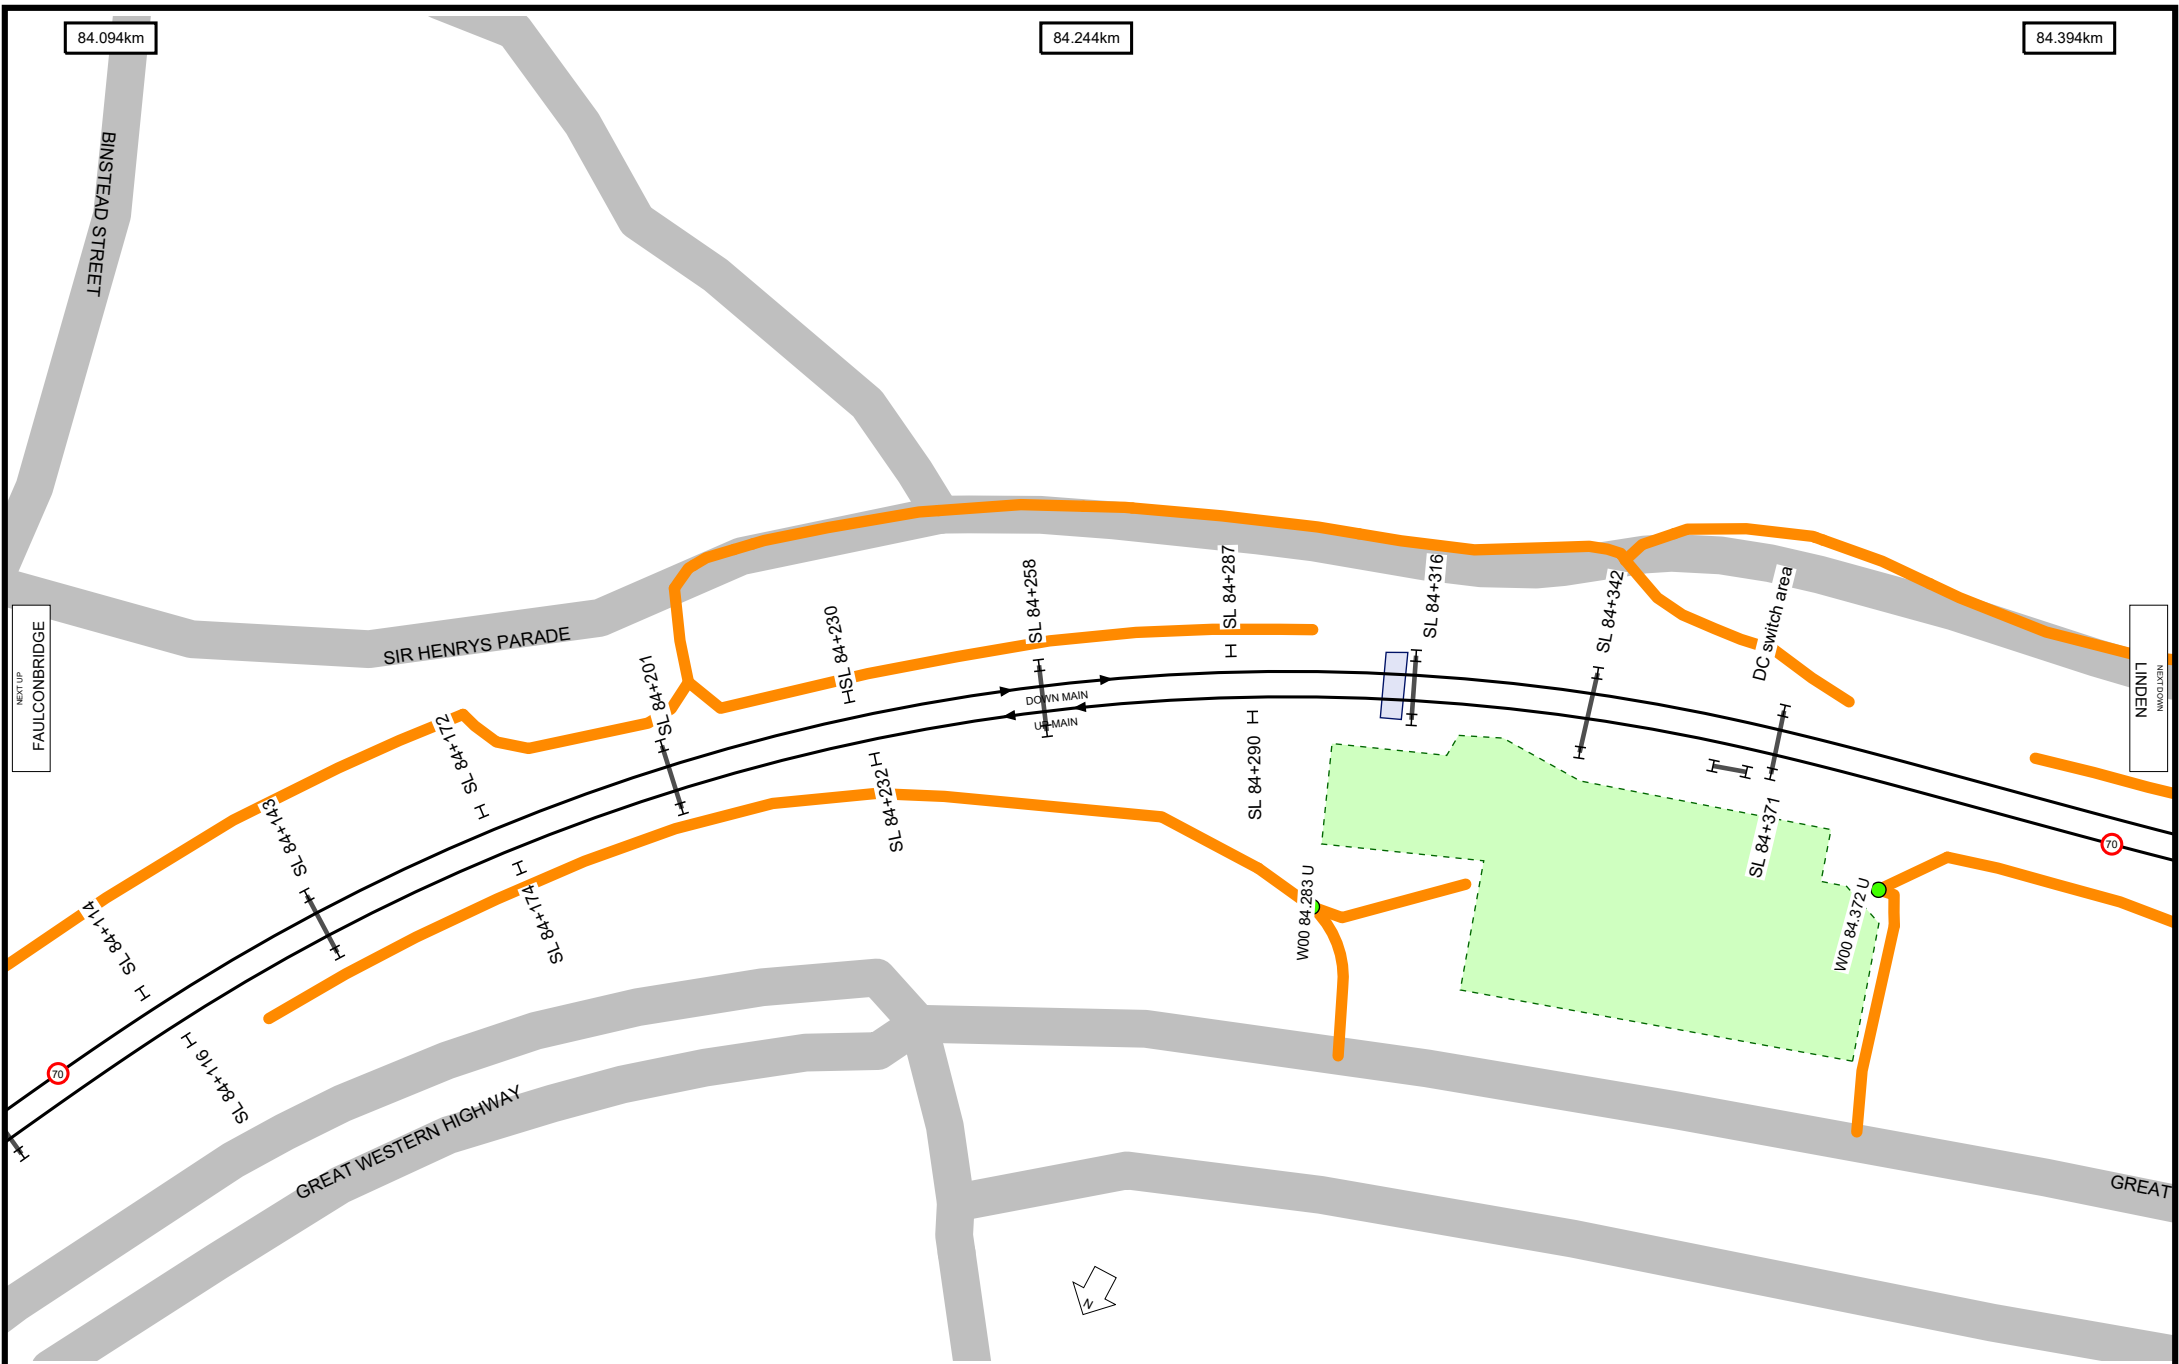 84.094km
84.244km
84.394km
BINSTEAD STREET
SIR HENRYS PARADE
NEXT UP
FAULCONBRIDGE
NEXT DOWN
LINDEN
SL 84+114
SL 84+143
SL 84+172
SL 84+201
SL 84+230
SL 84+258
SL 84+287
SL 84+316
SL 84+342
DC switch area
DOWN MAIN
UP MAIN
SL 84+116
SL 84+174
SL 84+232
SL 84+290
SL 84+371
W00 84.283 U
W00 84.372 U
70
70
GREAT WESTERN HIGHWAY
GREAT
N